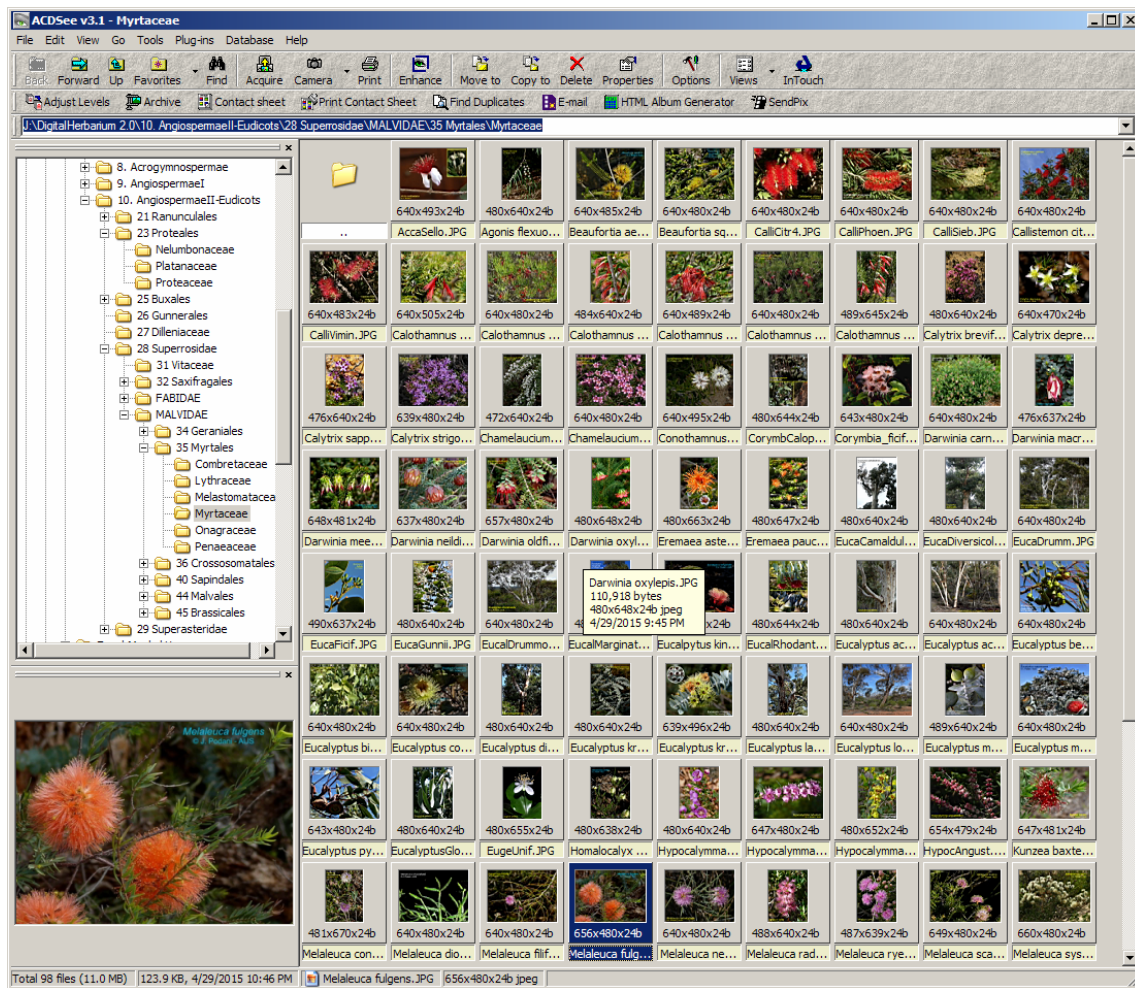 ACDSee v3.1 - Myrtaceae
File Edit View Go Tools Plug-ins Database Help
Back Forward Up Favorites Find Acquire Camera Print Enhance Move to Copy to Delete Properties Options Views InTouch
Adjust Levels Archive Contact sheet Print Contact Sheet Find Duplicates E-mail HTML Album Generator SendPix
J:\DigitalHerbarium 2.0\10. AngiospermaeII-Eudicots\28 Superrosidae\MALVIDAE\35 Myrtales\Myrtaceae
8. Acrogymnospermae
9. AngiospermaeI
10. AngiospermaeII-Eudicots
21 Ranunculales
23 Proteales
Nelumbonaceae
Platanaceae
Proteaceae
25 Buxales
26 Gunnerales
27 Dilleniaceae
28 Superrosidae
31 Vitaceae
32 Saxifragales
FABIDAE
MALVIDAE
34 Geraniales
35 Myrtales
Combretaceae
Lythraceae
Melastomatacea
Myrtaceae
Onagraceae
Penaeaceae
36 Crossosomatales
40 Sapindales
44 Malvales
45 Brassicales
29 Superasteridae
Melaleuca fulgens
© J. Podani - AUS
640x493x24b 480x640x24b 640x485x24b 640x480x24b 640x480x24b 640x480x24b 640x480x24b 640x480x24b
.. AccaSello.JPG Agonis flexuo... Beaufortia ae... Beaufortia sq... CalliCitr4.JPG CalliPhoen.JPG CalliSieb.JPG Callistemon cit...
640x483x24b 640x505x24b 640x480x24b 484x640x24b 640x489x24b 640x480x24b 489x645x24b 480x640x24b 640x470x24b
CalliVimin.JPG Calothamnus ... Calothamnus ... Calothamnus ... Calothamnus ... Calothamnus ... Calothamnus ... Calytrix brevif... Calytrix depre...
476x640x24b 639x480x24b 472x640x24b 640x480x24b 640x495x24b 480x644x24b 643x480x24b 640x480x24b 476x637x24b
Calytrix sapp... Calytrix strigo... Chamelaucium... Chamelaucium... Conothamnus... CorymbCalop... Corymbia_ficif... Darwinia carn... Darwinia macr...
648x481x24b 637x480x24b 657x480x24b 480x648x24b 480x663x24b 480x647x24b 480x640x24b 480x640x24b 640x480x24b
Darwinia mee... Darwinia neildi... Darwinia oldfi... Darwinia oxyl... Eremaea aste... Eremaea pauc... EucaCamaldul... EucaDiversicol... EucaDrumm.JPG
Darwinia oxylepis.JPG
110,918 bytes
480x648x24b jpeg
4/29/2015 9:45 PM
490x637x24b 480x640x24b 640x480x24b 480x644x24b 480x640x24b 640x480x24b 640x480x24b
EucaFicif.JPG EucaGunnii.JPG EucalDrummo... EucalMarginat... Eucalpytus kin... EucalRhodant... Eucalyptus ac... Eucalyptus ac... Eucalyptus be...
640x480x24b 640x480x24b 480x640x24b 480x640x24b 639x496x24b 480x640x24b 640x480x24b 489x640x24b 640x480x24b
Eucalyptus bi... Eucalyptus co... Eucalyptus di... Eucalyptus kr... Eucalyptus kr... Eucalyptus la... Eucalyptus lo... Eucalyptus m... Eucalyptus m...
643x480x24b 480x640x24b 480x655x24b 480x638x24b 480x640x24b 647x480x24b 480x652x24b 654x479x24b 647x481x24b
Eucalyptus py... EucalyptusGlo... EugeUnif.JPG Homalocalyx ... Hypocalymma... Hypocalymma... Hypocalymma... HypocAngust.... Kunzea baxte...
481x670x24b 640x480x24b 640x480x24b 656x480x24b 640x480x24b 488x640x24b 487x639x24b 649x480x24b 660x480x24b
Melaleuca con... Melaleuca dio... Melaleuca filif... Melaleuca fulg... Melaleuca ne... Melaleuca rad... Melaleuca rye... Melaleuca sca... Melaleuca sys...
Total 98 files (11.0 MB) 123.9 KB, 4/29/2015 10:46 PM Melaleuca fulgens.JPG 656x480x24b jpeg